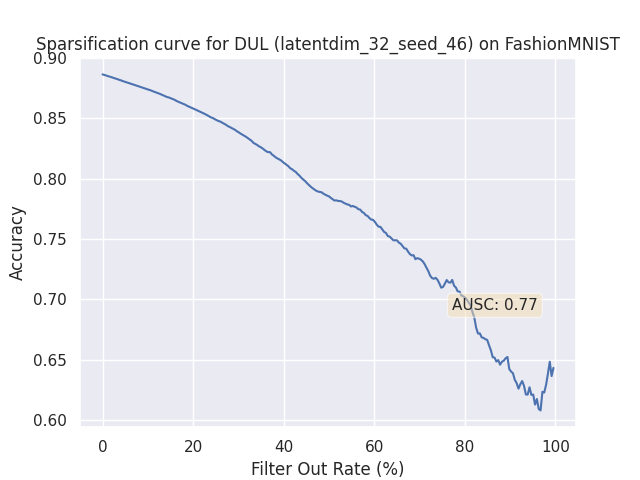 Sparsification curve for DUL (latentdim_32_seed_46) on FashionMNIST
0.90
0.85
0.80
0.75
0.70
0.65
0.60
Accuracy
AUSC: 0.77
0 20 40 60 80 100
Filter Out Rate (%)